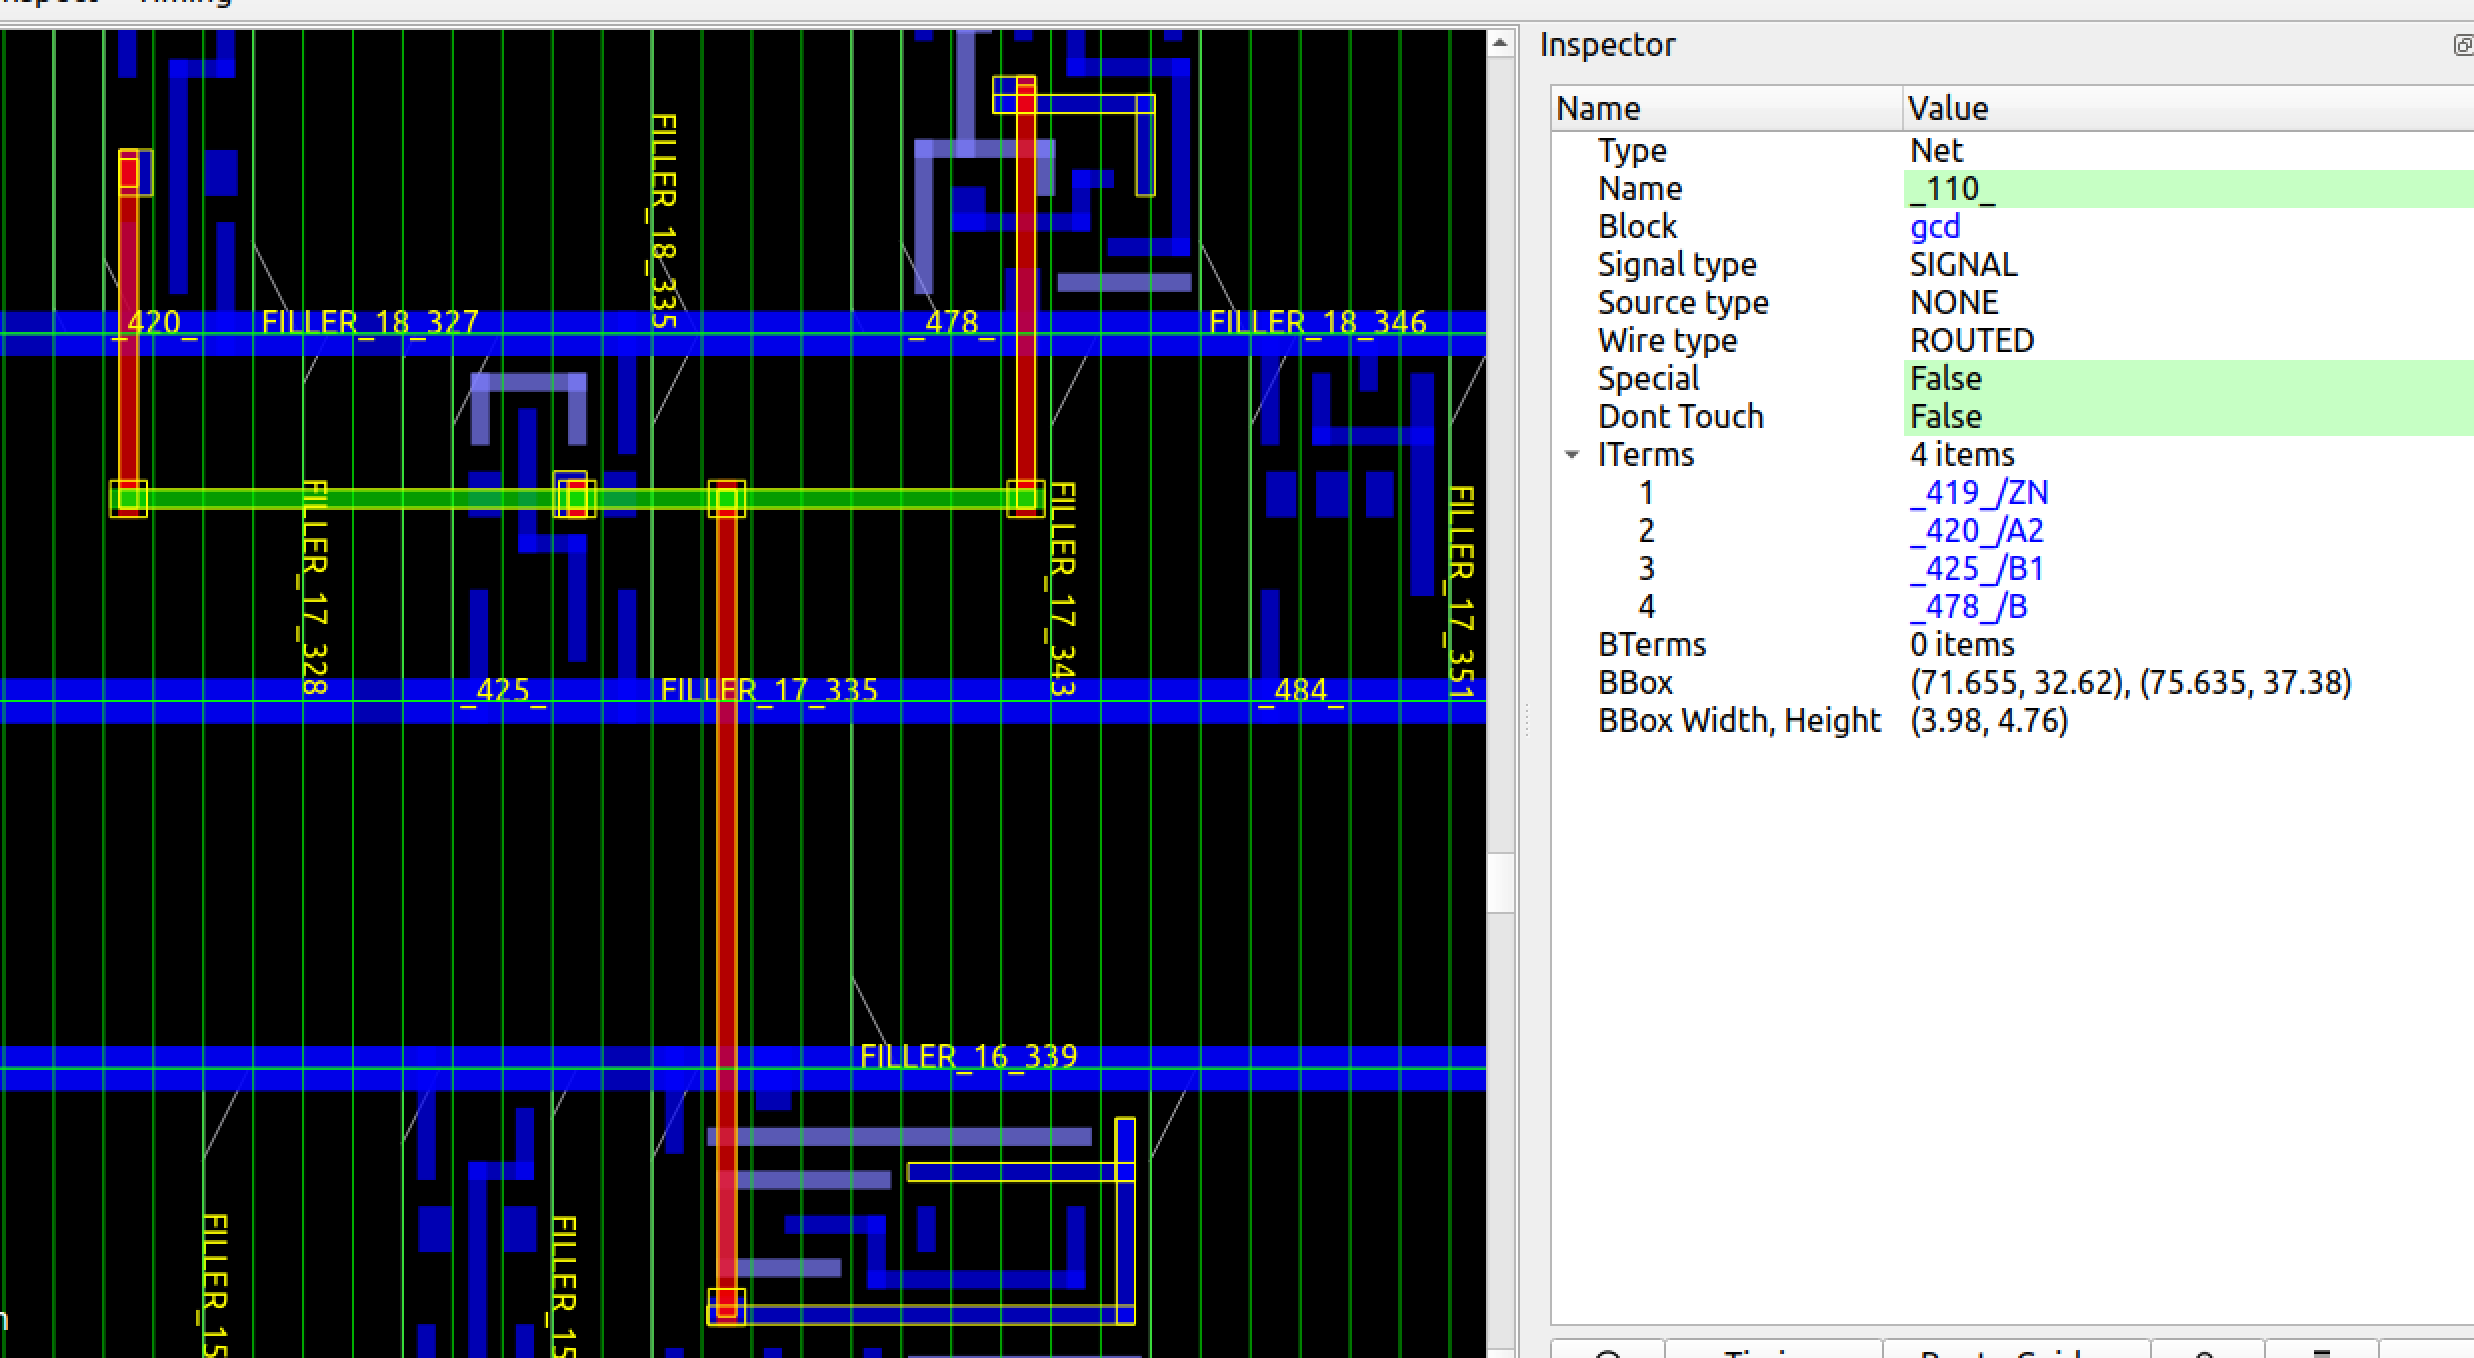 Inspector
Name Value
Type Net
Name _110_
Block gcd
Signal type SIGNAL
Source type NONE
Wire type ROUTED
Special False
Dont Touch False
ITerms 4 items
1 _419_/ZN
2 _420_/A2
3 _425_/B1
4 _478_/B
BTerms 0 items
BBox (71.655, 32.62), (75.635, 37.38)
BBox Width, Height (3.98, 4.76)
FILLER_18_335
_420_ FILLER_18_327 _478_ FILLER_18_346
FILLER_17_328
FILLER_17_343
FILLER_17_351
_425_ FILLER_17_335 _484_
FILLER_16_339
FILLER_15
FILLER_15